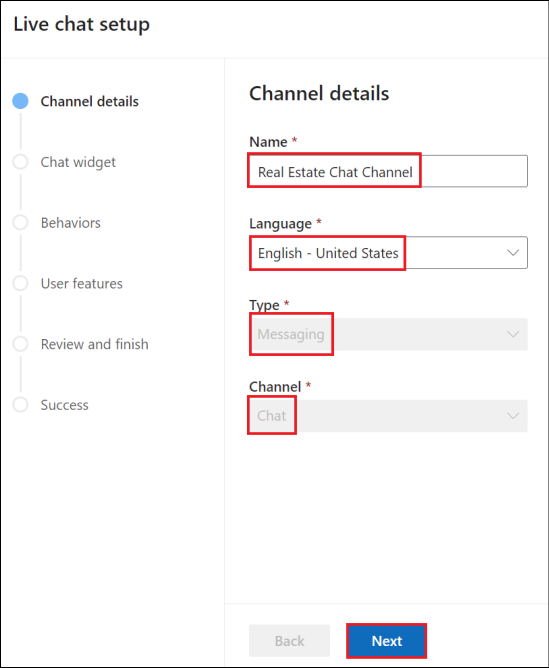 Live chat setup
Channel details
Chat widget
Behaviors
User features
Review and finish
Success
Channel details
Name *
Real Estate Chat Channel
Language *
English - United States
Type *
Messaging
Channel *
Chat
Back
Next